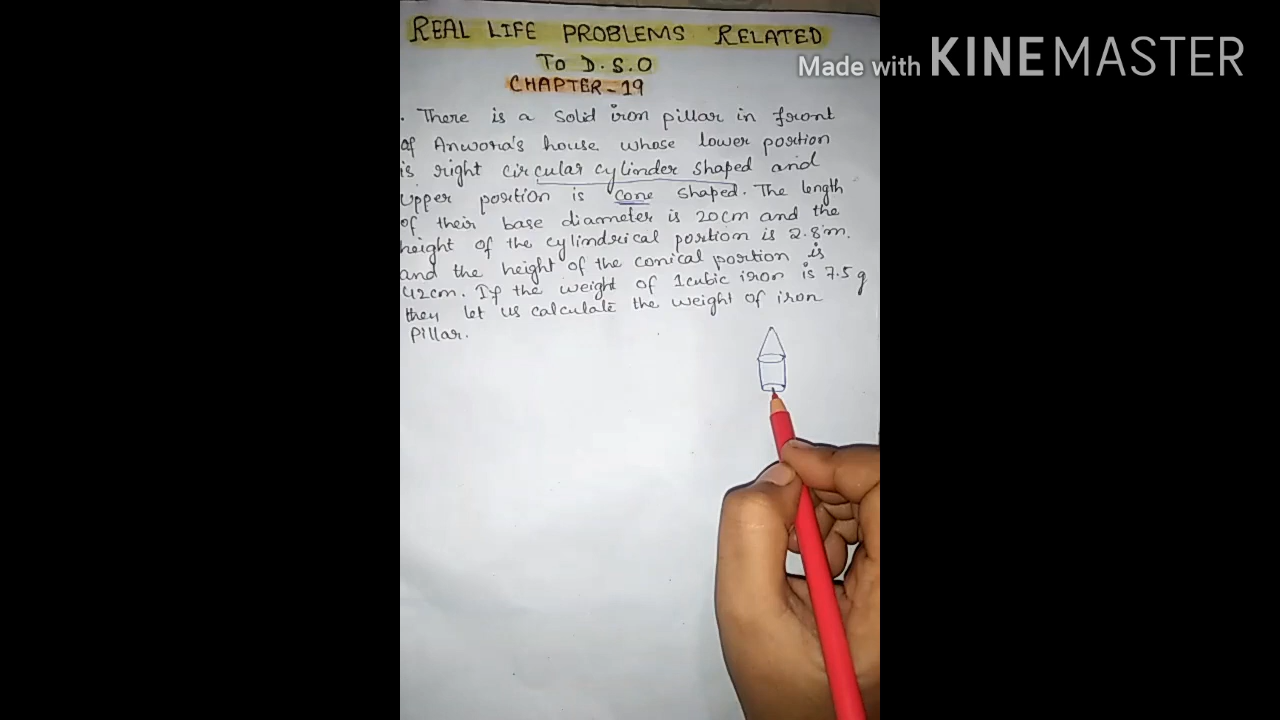 REAL LIFE PROBLEMS RELATED
TO D.S.O
CHAPTER-19
Made with KINEMASTER
. There is a solid iron pillar in front
of Anwora's house whose lower portion
is right circular cylinder shaped and
upper portion is cone shaped. The length
of their base diameter is 20cm and the
height of the cylindrical portion is 2.8m.
and the height of the conical portion is
42cm. If the weight of 1cubic iron is 7.5g
then let us calculate the weight of iron
Pillar.